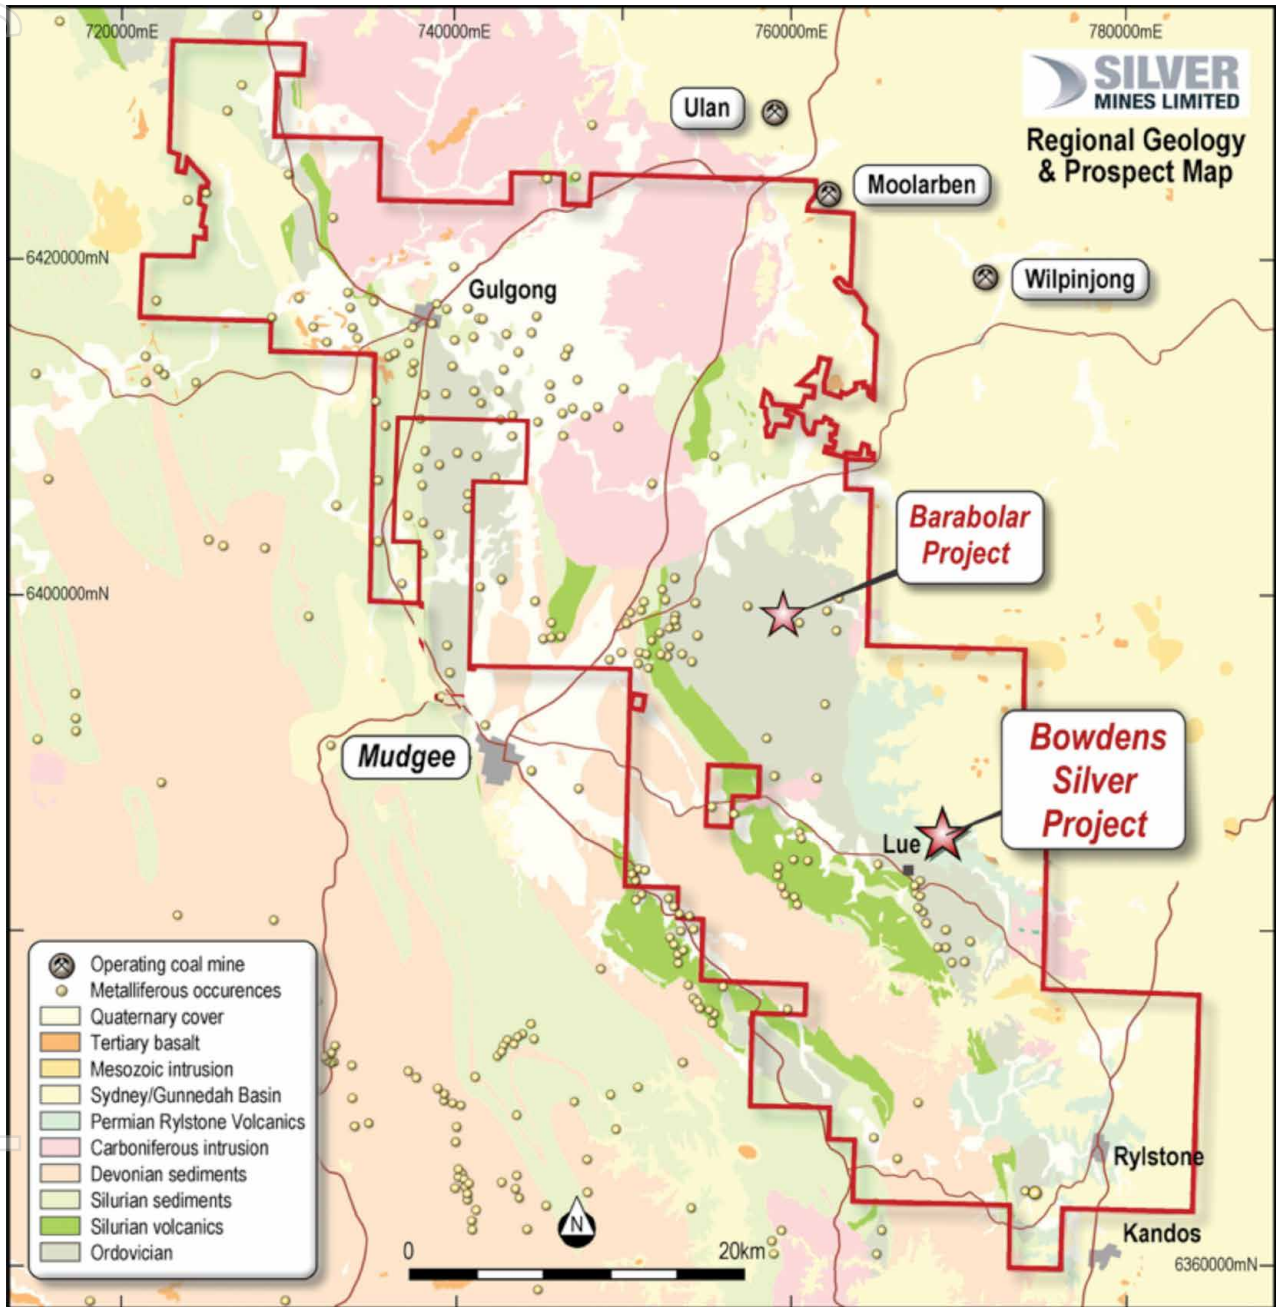 720000mE
740000mE
760000mE
780000mE
SILVER
MINES LIMITED
Regional Geology
& Prospect Map
Ulan
Moolarben
Wilpinjong
6420000mN
Gulgong
Barabolar
Project
6400000mN
Bowdens
Silver
Project
Mudgee
Lue
Operating coal mine
Metalliferous occurences
Quaternary cover
Tertiary basalt
Mesozoic intrusion
Sydney/Gunnedah Basin
Permian Rylstone Volcanics
Carboniferous intrusion
Devonian sediments
Silurian sediments
Silurian volcanics
Ordovician
Rylstone
Kandos
N
0
20km
6360000mN